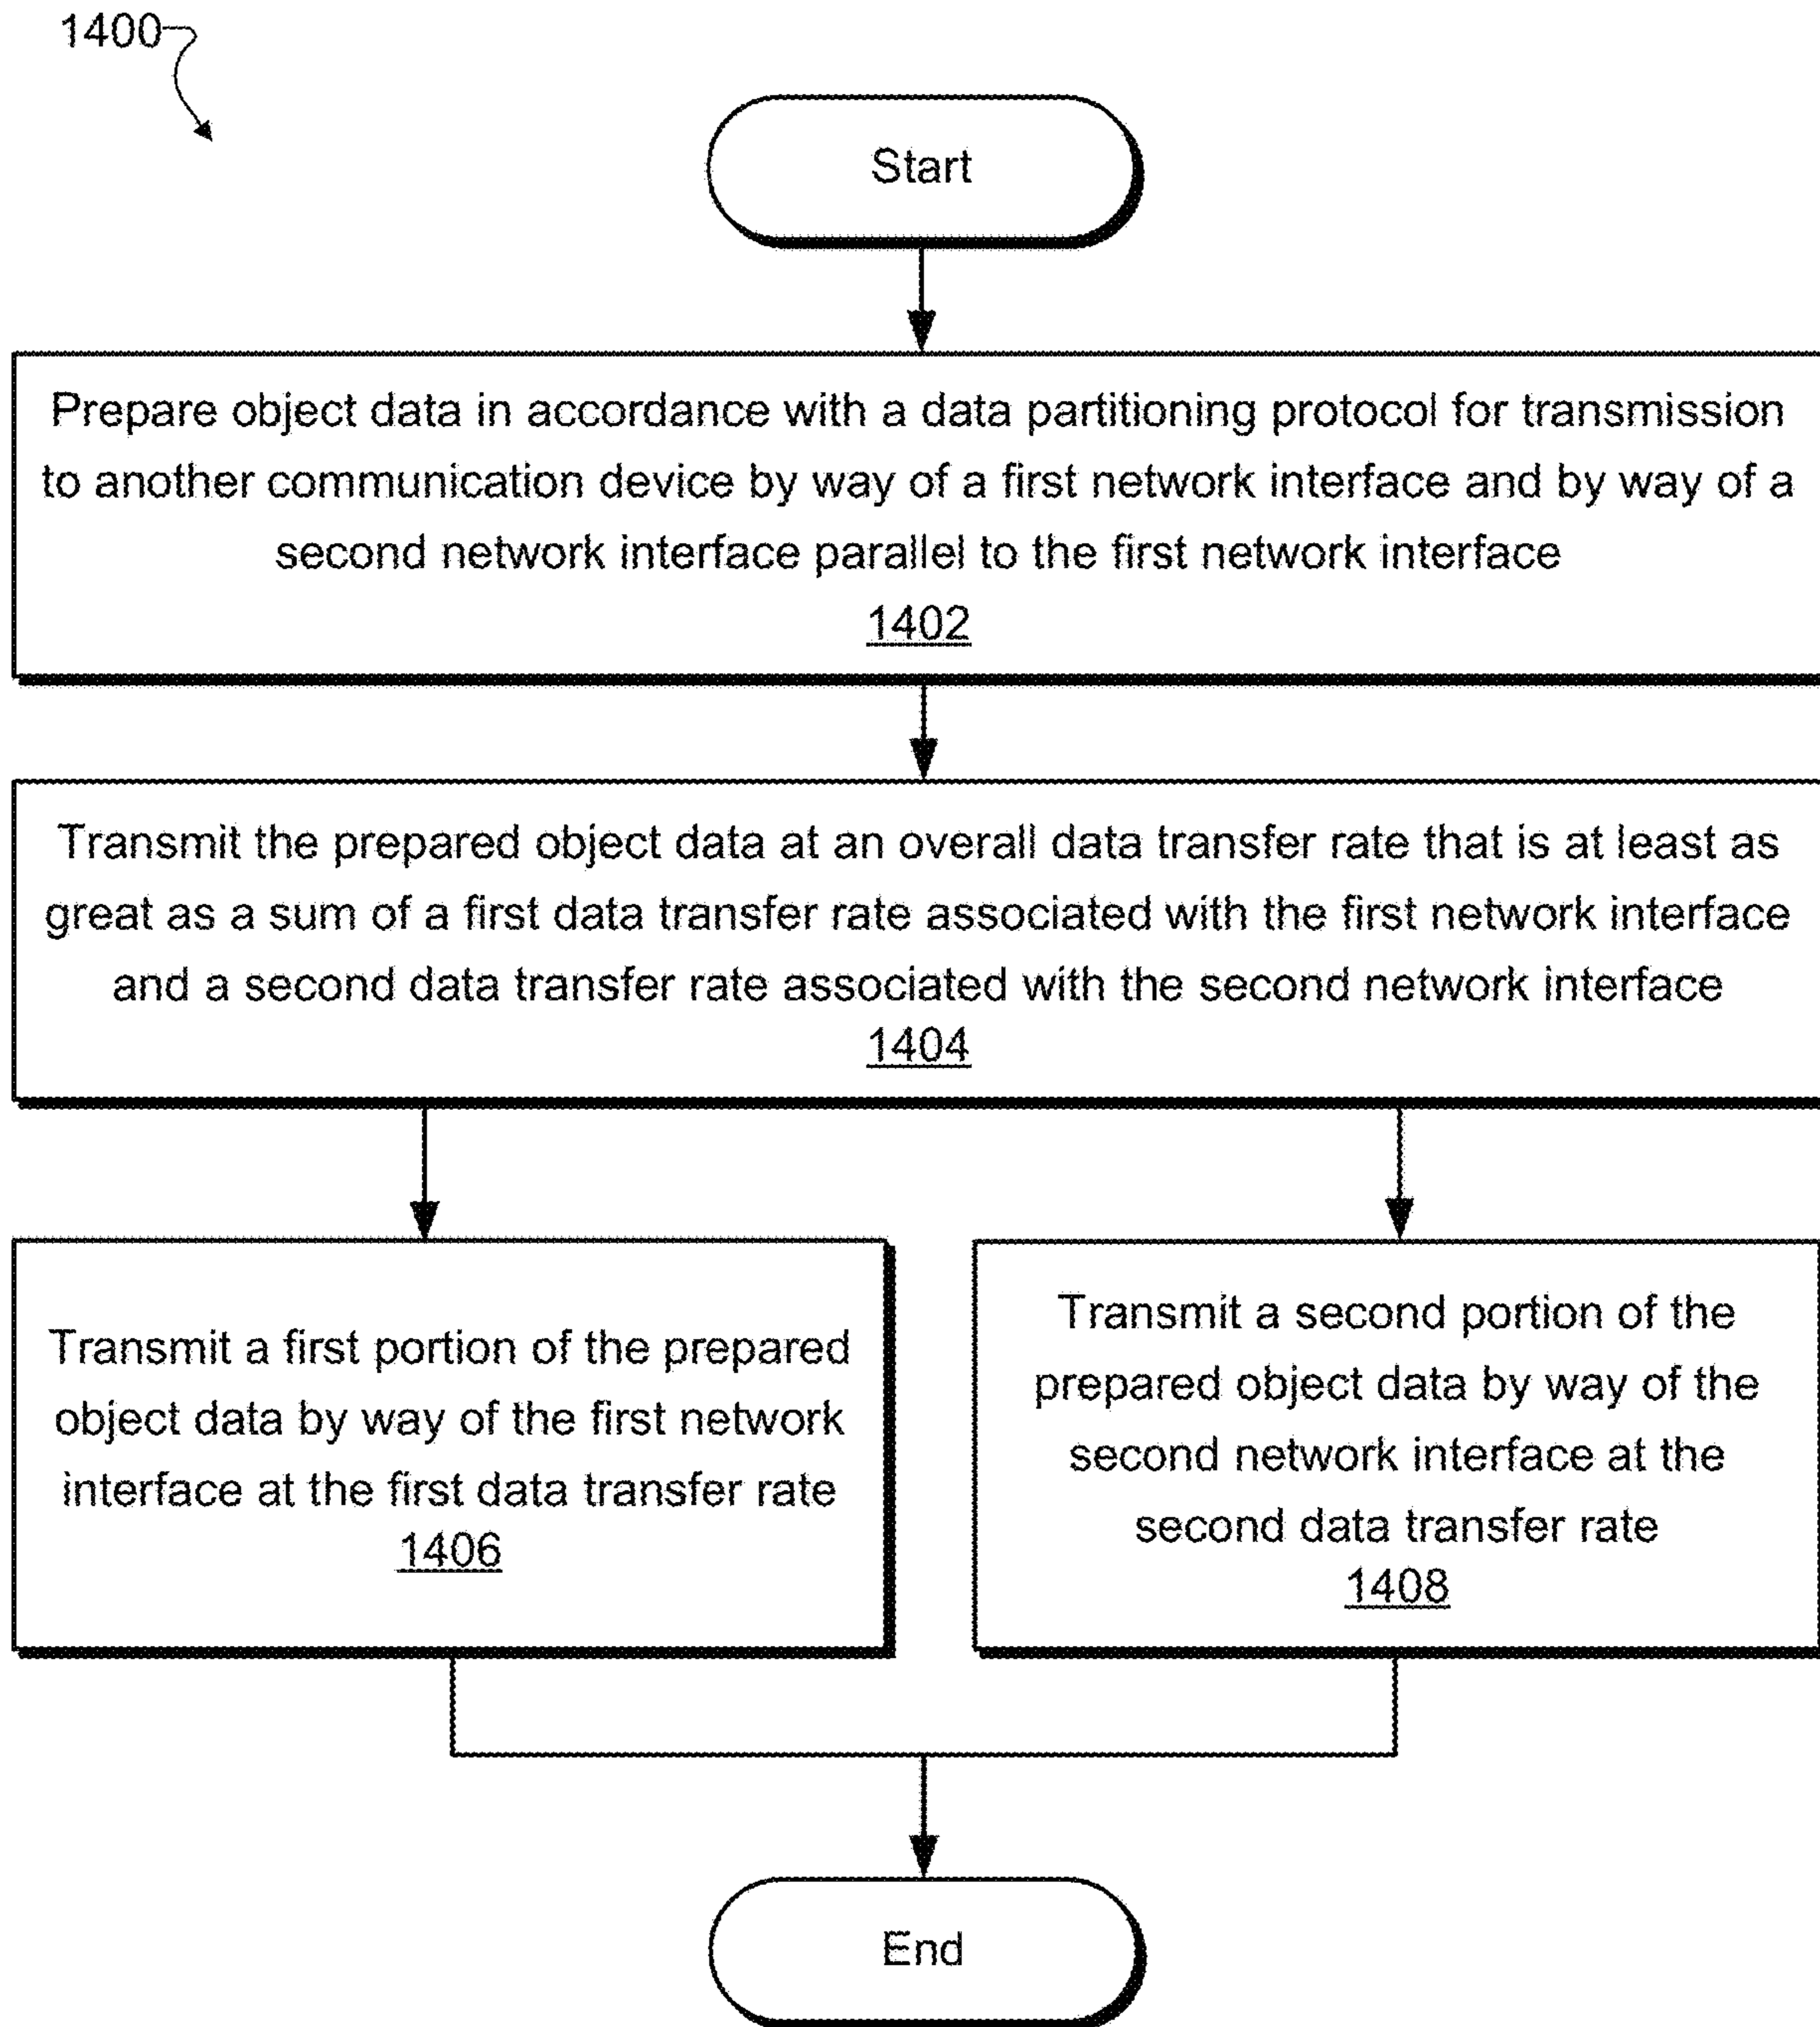 1400
Start
Prepare object data in accordance with a data partitioning protocol for transmission
to another communication device by way of a first network interface and by way of a
second network interface parallel to the first network interface
1402
Transmit the prepared object data at an overall data transfer rate that is at least as
great as a sum of a first data transfer rate associated with the first network interface
and a second data transfer rate associated with the second network interface
1404
Transmit a first portion of the prepared
object data by way of the first network
interface at the first data transfer rate
1406
Transmit a second portion of the
prepared object data by way of the
second network interface at the
second data transfer rate
1408
End